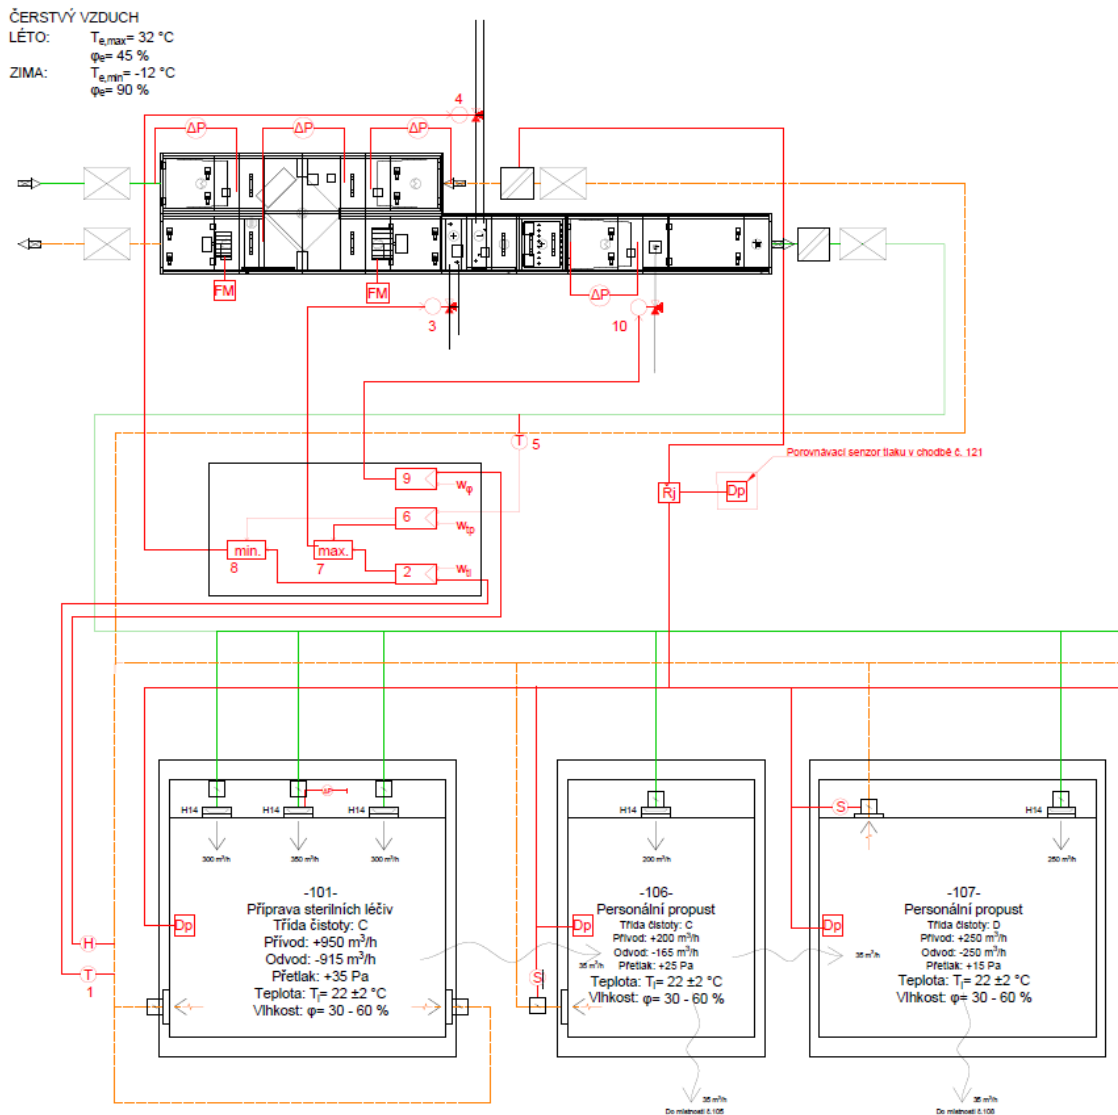 ČERSTVÝ VZDUCH
LÉTO: Te,max= 32 °C
φe= 45 %
ZIMA: Te,min= -12 °C
φe= 90 %
4
ΔP
ΔP
ΔP
FM
FM
ΔP
3
10
T
5
Porovnávací senzor tlaku v chodbě č. 121
Řj
Dp
9
wφ
6
wtp
min.
max.
8
7
2
wti
H14
H14
ΔP
H14
H14
S
H14
300 m³/h
350 m³/h
300 m³/h
200 m³/h
250 m³/h
-101-
Příprava sterilních léčiv
Třída čistoty: C
Přívod: +950 m³/h
Odvod: -915 m³/h
Přetlak: +35 Pa
Teplota: Ti= 22 ±2 °C
Vlhkost: φ= 30 - 60 %
Dp
H
T
1
-106-
Personální propust
Třída čistoty: C
Přívod: +200 m³/h
Odvod: -165 m³/h
Přetlak: +25 Pa
Teplota: Ti= 22 ±2 °C
Vlhkost: φ= 30 - 60 %
Dp
35 m³/h
S
-107-
Personální propust
Třída čistoty: D
Přívod: +250 m³/h
Odvod: -250 m³/h
Přetlak: +15 Pa
Teplota: Ti= 22 ±2 °C
Vlhkost: φ= 30 - 60 %
Dp
35 m³/h
35 m³/h
Do místnosti č.105
35 m³/h